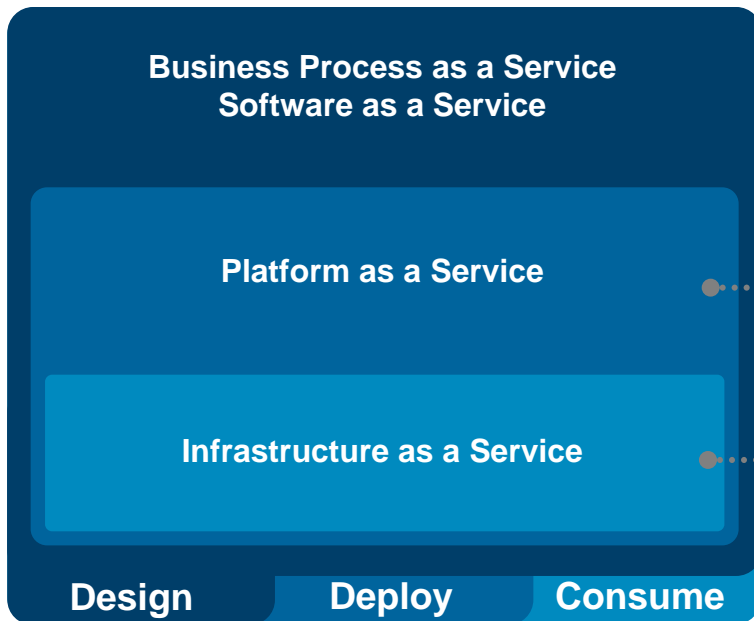 Business Process as a Service
Software as a Service
Platform as a Service
Infrastructure as a Service
Design Deploy Consume